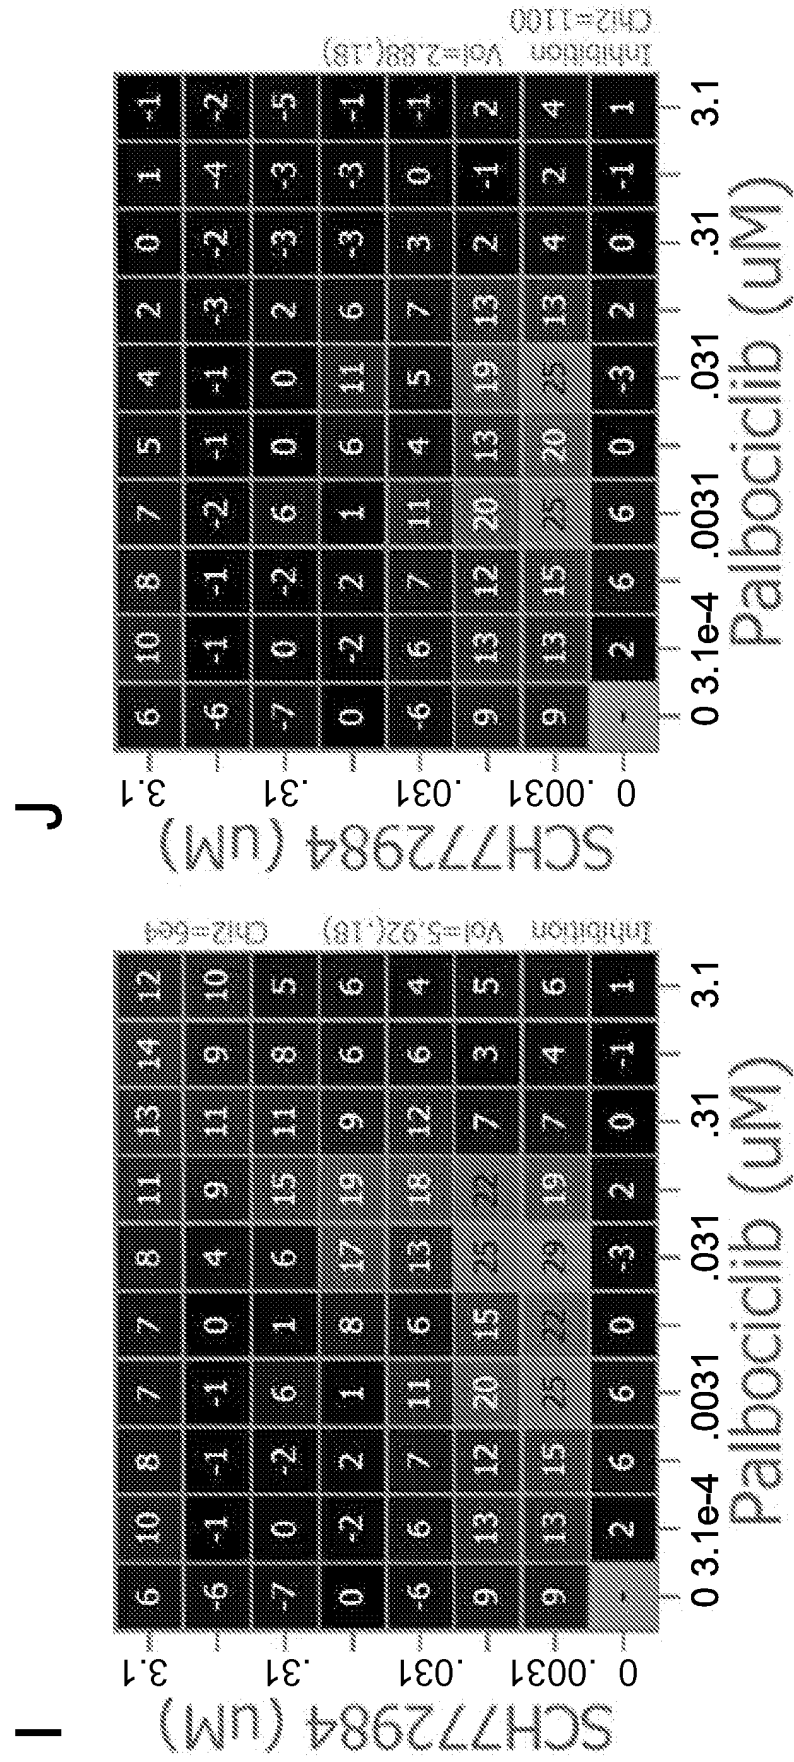 I
SCH772984 (uM)
3.1 6 10 8 7 7 8 11 13 14 12
-6 -1 -1 -1 0 4 9 11 9 10
.31 -7 0 -2 6 1 6 15 11 8 5
0 -2 2 1 8 17 19 9 6 6
.031 -6 6 7 11 6 13 18 12 6 4
9 13 12 20 15 25 22 7 3 5
.0031 9 13 15 25 22 29 19 7 4 6
0 - 2 6 6 0 -3 2 0 -1 1
0 3.1e-4 .0031 .031 .31 3.1
Palbociclib (uM)
Inhibition Vol=5.92(.18) Chi2=6e4
J
SCH772984 (uM)
3.1 6 10 8 7 5 4 2 0 1 -1
-6 -1 -1 -2 -1 -1 -3 -2 -4 -2
.31 -7 0 -2 6 0 0 2 -3 -3 -5
0 -2 2 1 6 11 6 -3 -3 -1
.031 -6 6 7 11 4 5 7 3 0 -1
9 13 12 20 13 19 13 2 -1 2
.0031 9 13 15 25 20 25 13 4 2 4
0 - 2 6 6 0 -3 2 0 -1 1
0 3.1e-4 .0031 .031 .31 3.1
Palbociclib (uM)
Inhibition Vol=2.88(.18) Chi2=1100